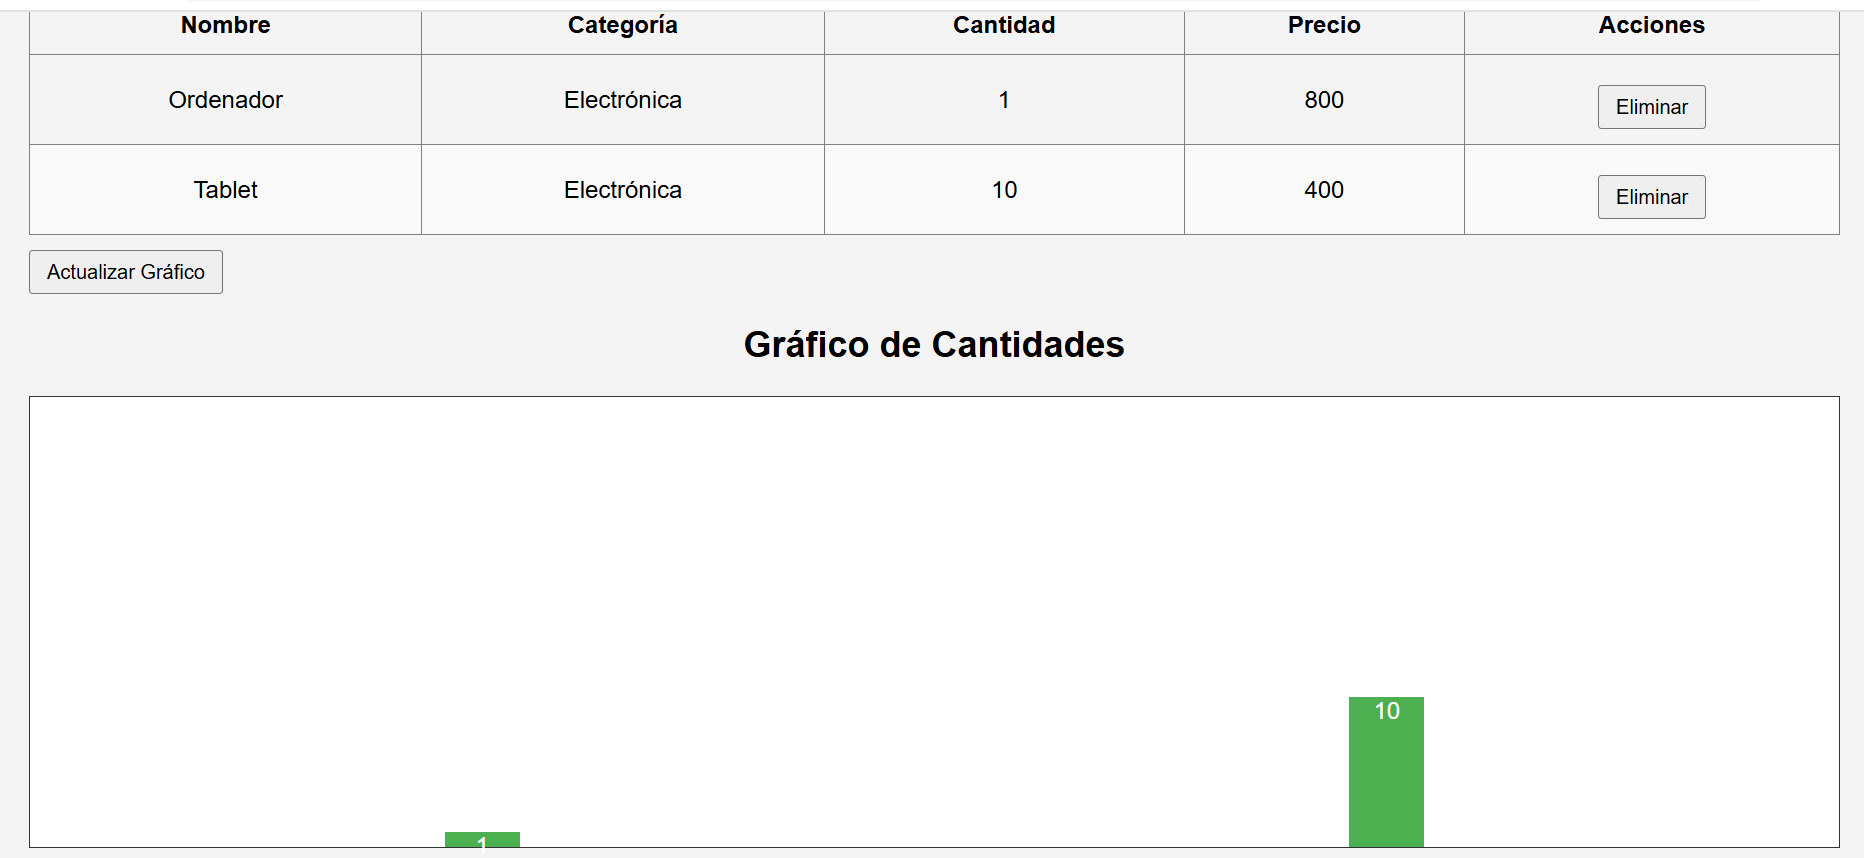 Nombre Categoría Cantidad Precio Acciones
Ordenador Electrónica 1 800 Eliminar
Tablet Electrónica 10 400 Eliminar
Actualizar Gráfico
Gráfico de Cantidades
10
1